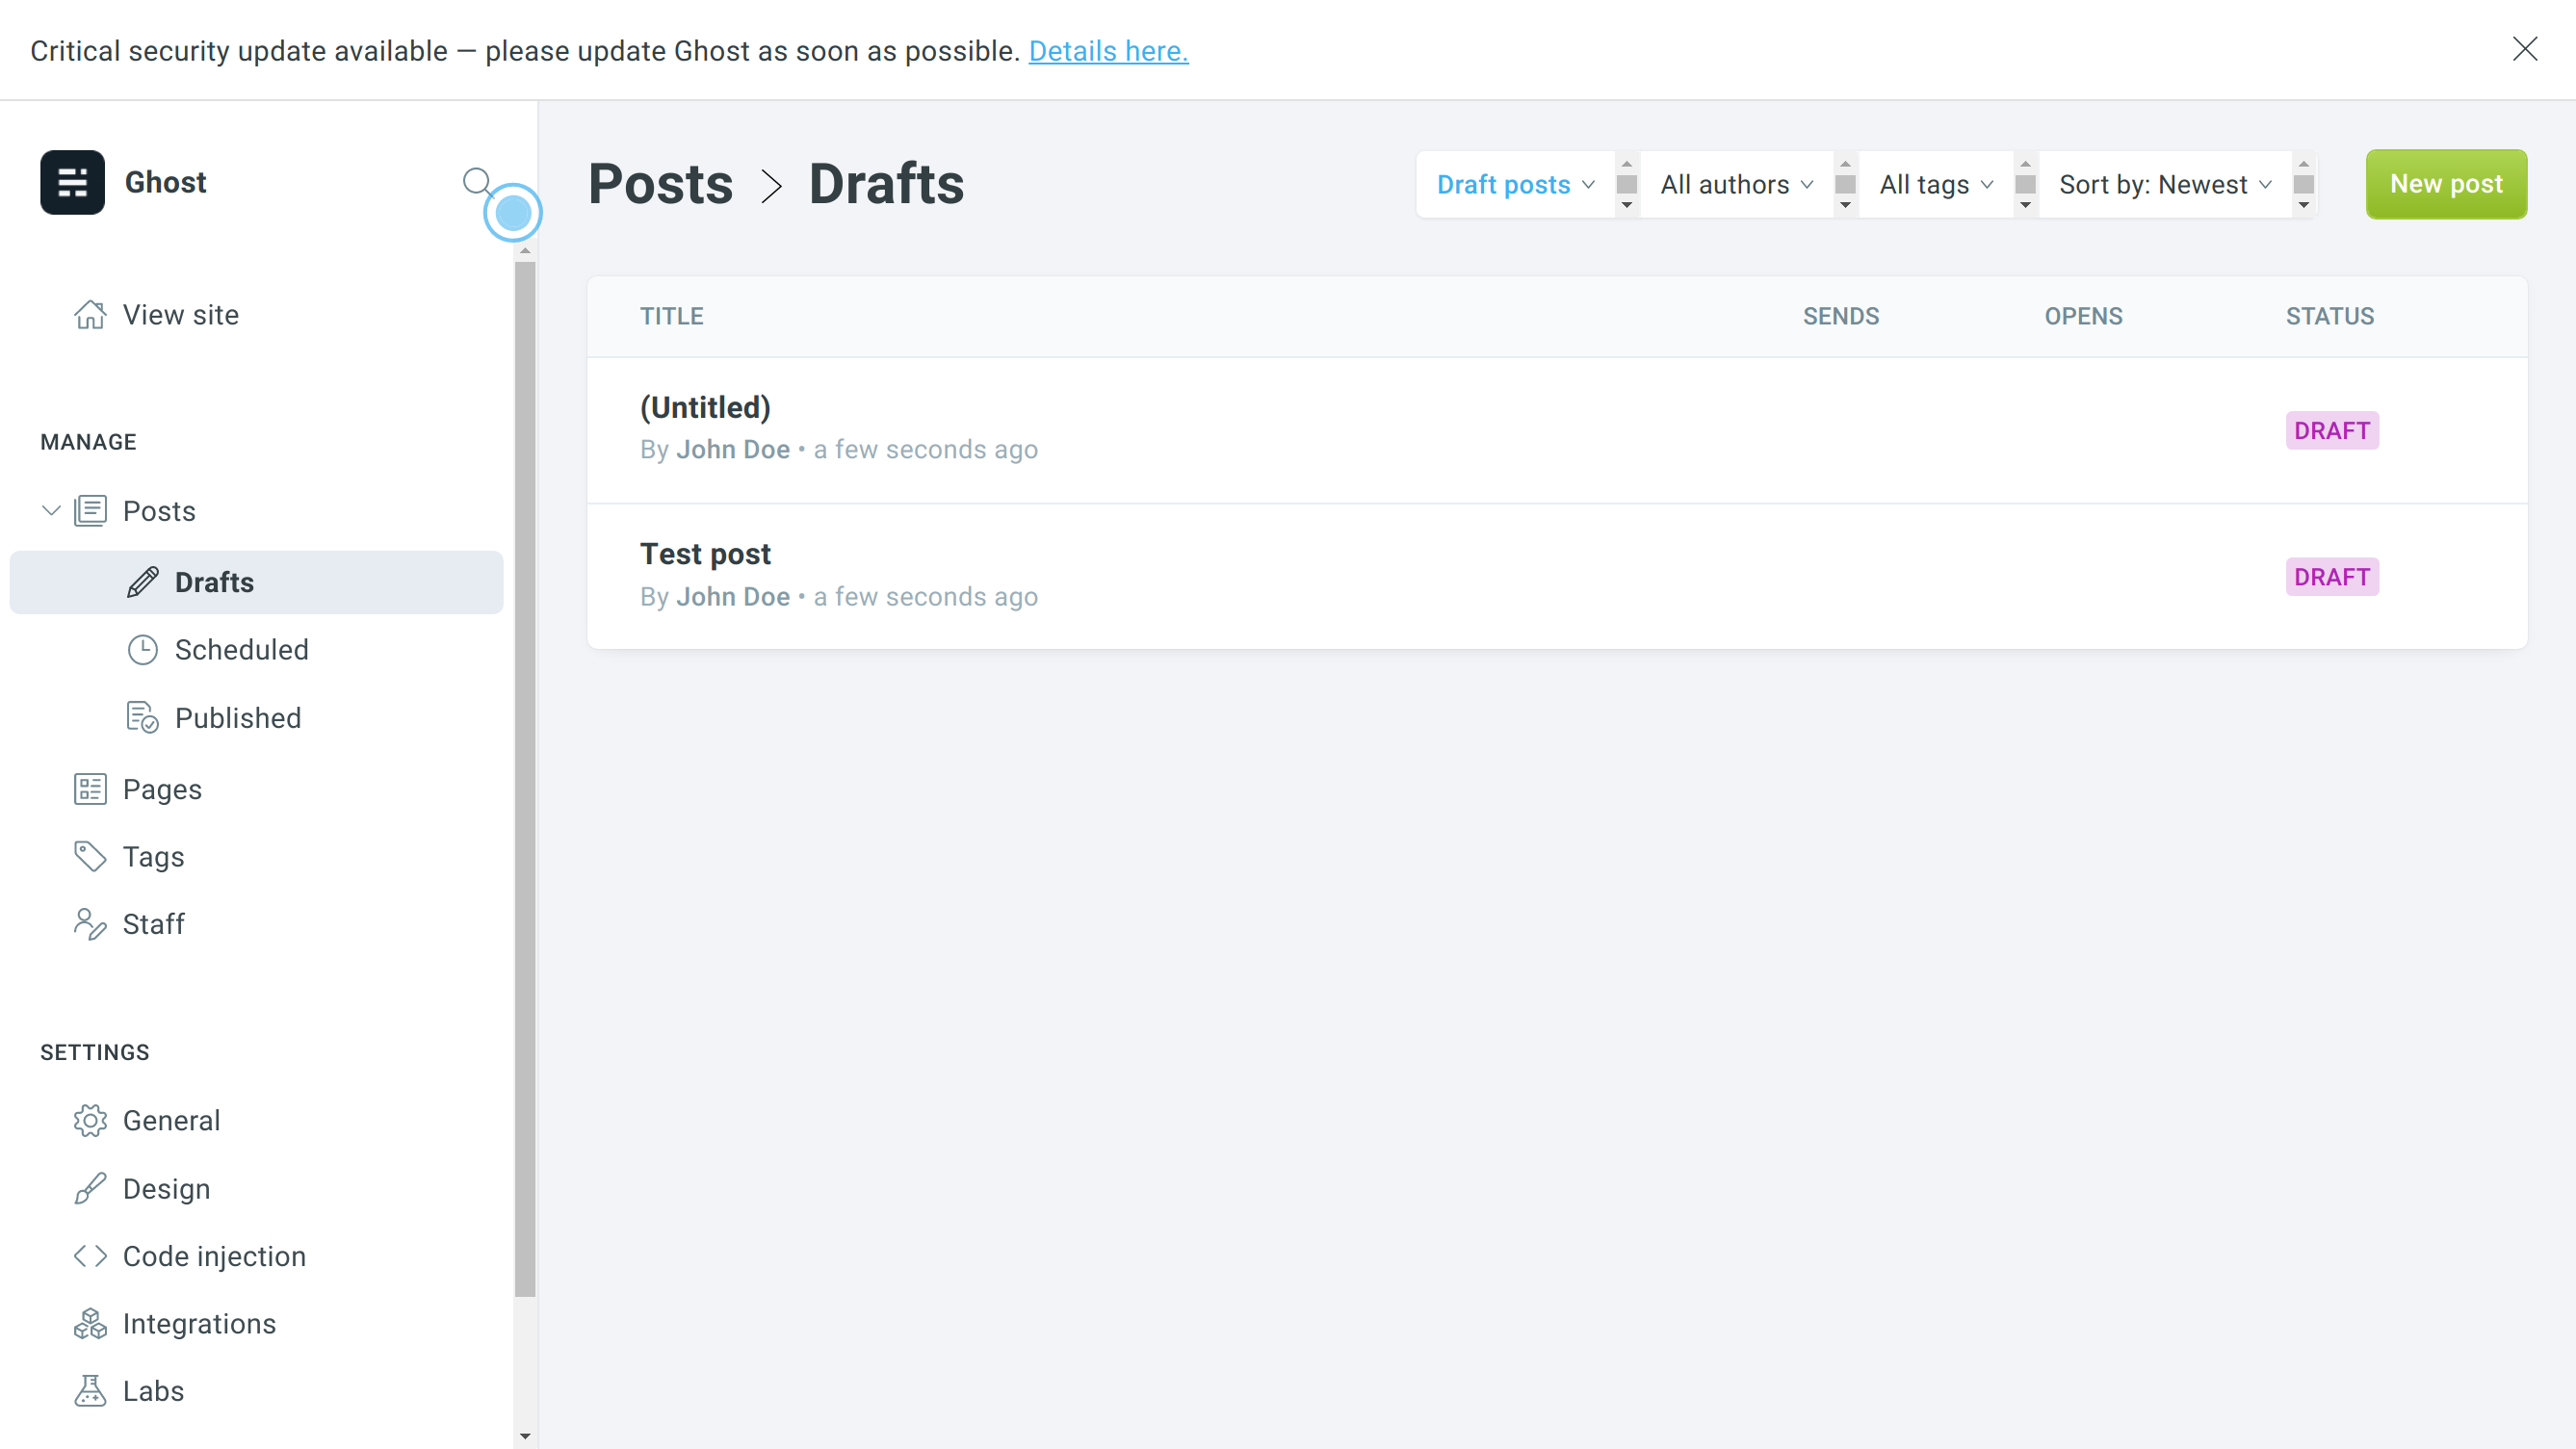 Critical security update available — please update Ghost as soon as possible. Details here.
Ghost
View site
MANAGE
Posts
Drafts
Scheduled
Published
Pages
Tags
Staff
SETTINGS
General
Design
Code injection
Integrations
Labs
Posts > Drafts
Draft posts
All authors
All tags
Sort by: Newest
New post
TITLE SENDS OPENS STATUS
(Untitled)
By John Doe • a few seconds ago
DRAFT
Test post
By John Doe • a few seconds ago
DRAFT